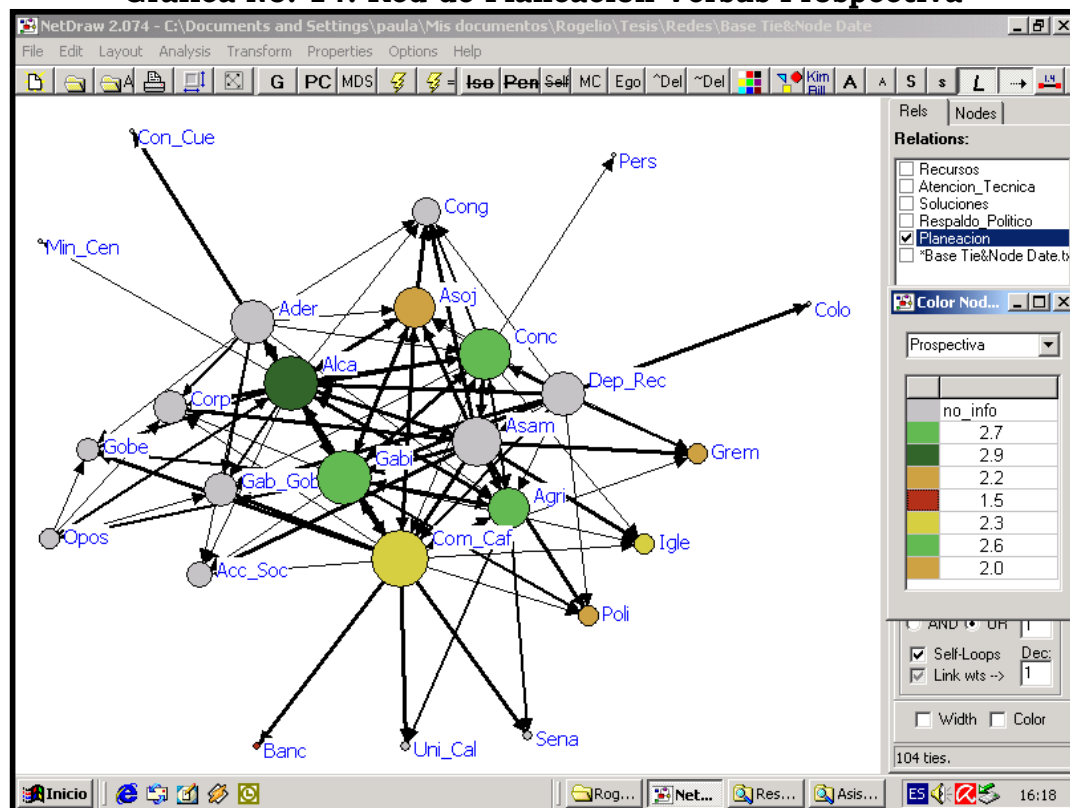 Gráfica No. 14. Red de Planeación Versus Prospectiva
NetDraw 2.074 - C:\Documents and Settings\paula\Mis documentos\Rogelio\Tesis\Redes\Base Tie&Node Date
File Edit Layout Analysis Transform Properties Options Help
G PC MDS = Iso Pen Self MC Ego ^Del ~Del Kim Bill A A S s L
Rels Nodes
Relations:
Recursos
Atencion_Tecnica
Soluciones
Respaldo_Politico
Planeacion
*Base Tie&Node Date.tx
Con_Cue
Pers
Cong
Min_Cen
Ader
Asoj
Colo
Conc
Alca
Dep_Rec
Corp
Asam
Gobe
Gabi
Grem
Gab_Gob
Agri
Opos
Com_Caf
Igle
Acc_Soc
Poli
Banc
Uni_Cal
Sena
Color Nod...
Prospectiva
no_info
2.7
2.9
2.2
1.5
2.3
2.6
2.0
AND OR 1
Self-Loops Dec:
Link wts --> 1
Width Color
104 ties.
Inicio Rog... Net... Res... Asis... ES 16:18